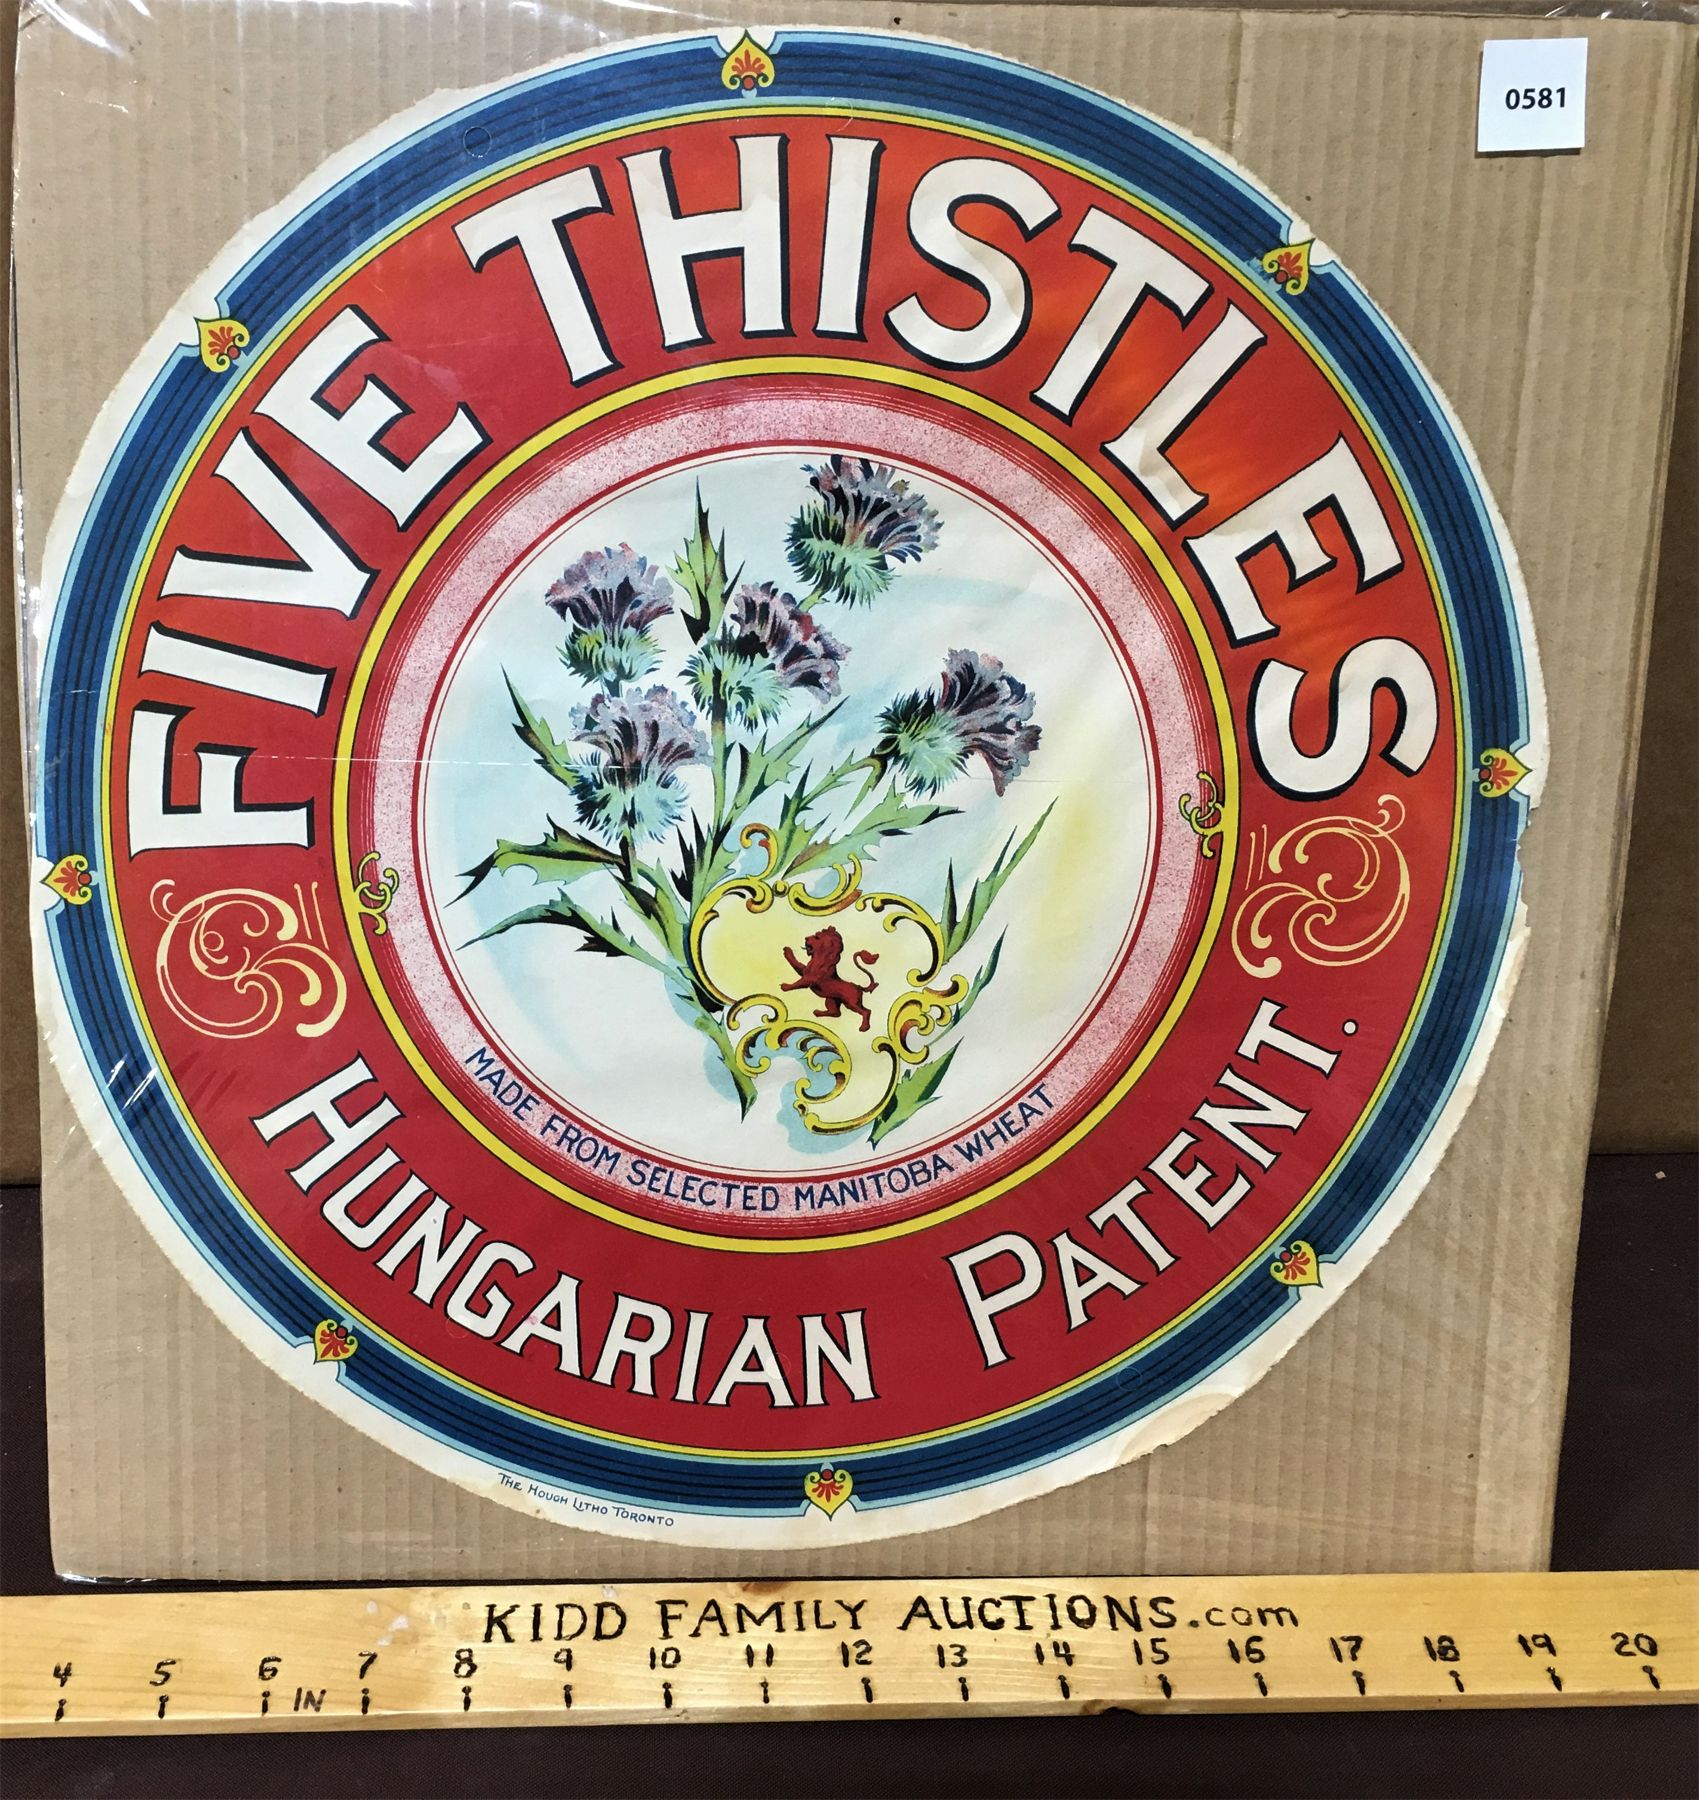 0581
FIVE THISTLES
MADE FROM SELECTED MANITOBA WHEAT
HUNGARIAN PATENT.
THE HOUGH LITHO TORONTO
KIDD FAMILY AUCTIONS.com
4 5 6 IN 7 8 9 10 11 12 13 14 15 16 17 18 19 20